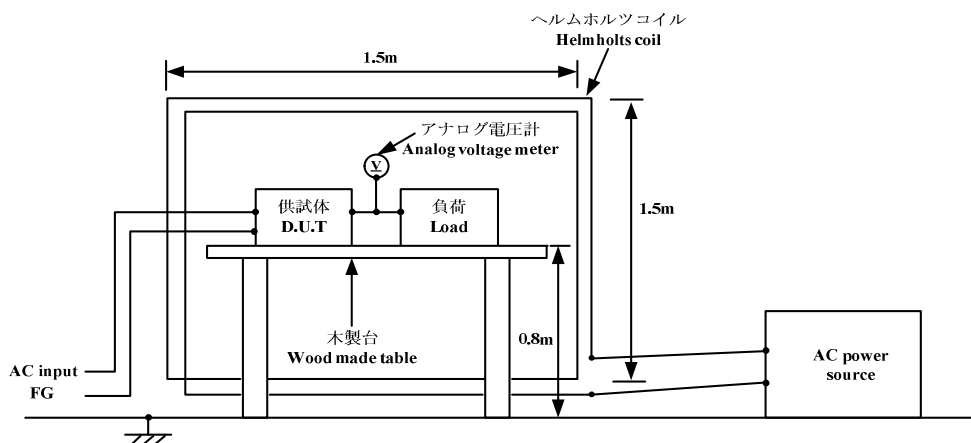 ヘルムホルツコイル
Helmholts coil
1.5m
アナログ電圧計
Analog voltage meter
V
供試体
D.U.T
負荷
Load
1.5m
木製台
Wood made table
0.8m
AC input
FG
AC power
source